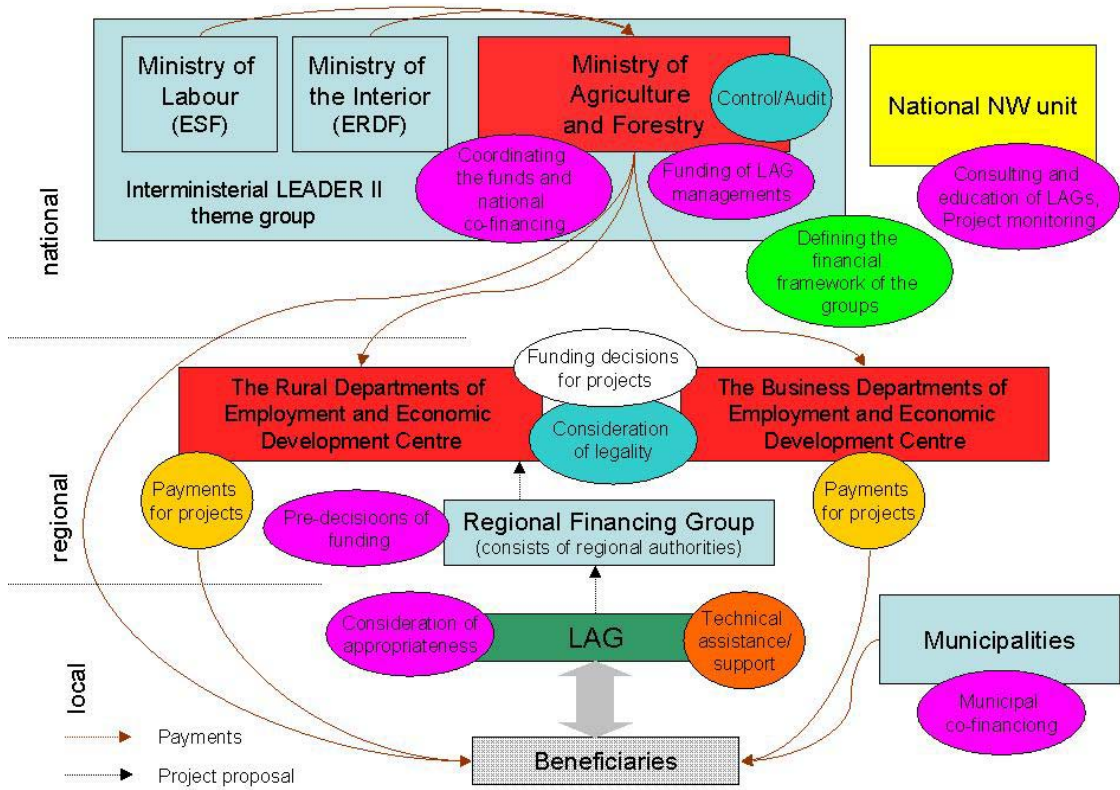 Ministry of
Labour
(ESF)
Ministry of
the Interior
(ERDF)
Ministry of
Agriculture
and Forestry
Control/Audit
National NW unit
Coordinating
the funds and
national
co-financing
Funding of LAG
managements
Consulting and
education of LAGs,
Project monitoring
Interministerial LEADER II
theme group
Defining the
financial
framework of the
groups
national
Funding decisions
for projects
The Rural Departments of
Employment and Economic
Development Centre
The Business Departments of
Employment and Economic
Development Centre
Consideration
of legality
Payments
for projects
Payments
for projects
Pre-decisioons of
funding
Regional Financing Group
(consists of regional authorities)
regional
Consideration of
appropriateness
LAG
Technical
assistance/
support
Municipalities
Municipal
co-financiong
local
Payments
Project proposal
Beneficiaries